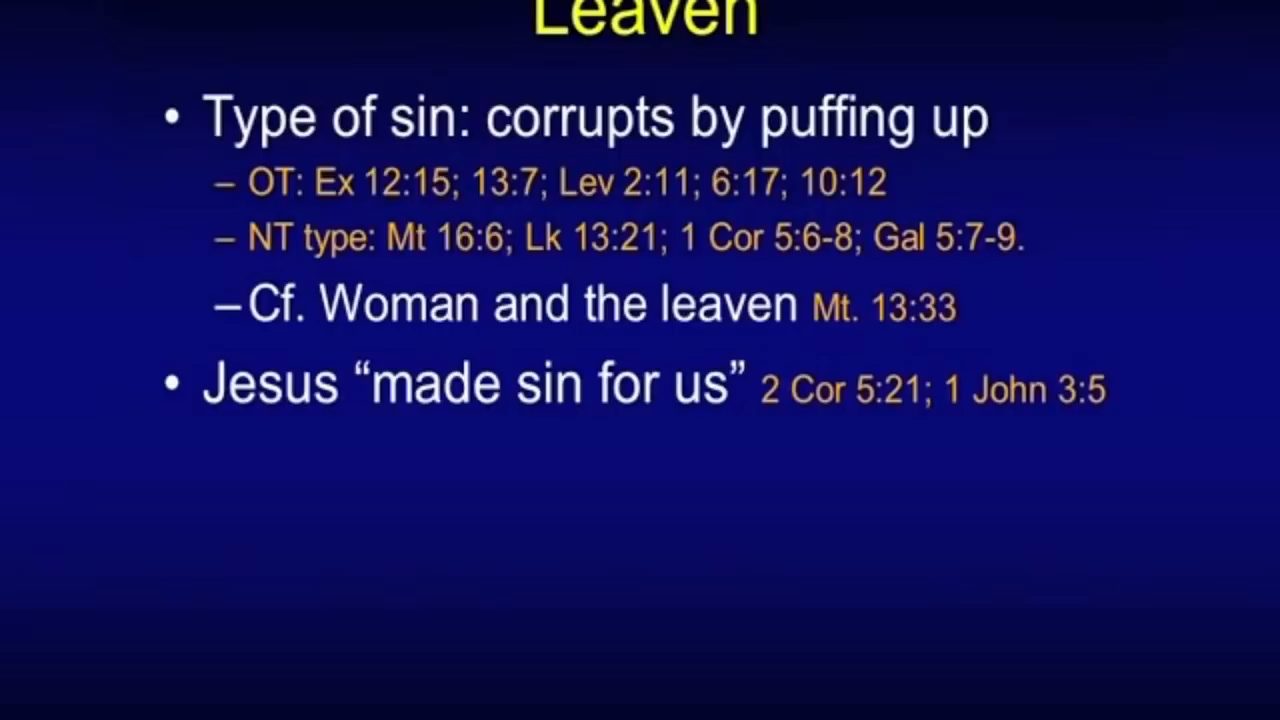 Leaven
• Type of sin: corrupts by puffing up
– OT: Ex 12:15; 13:7; Lev 2:11; 6:17; 10:12
– NT type: Mt 16:6; Lk 13:21; 1 Cor 5:6-8; Gal 5:7-9.
– Cf. Woman and the leaven Mt. 13:33
• Jesus “made sin for us” 2 Cor 5:21; 1 John 3:5